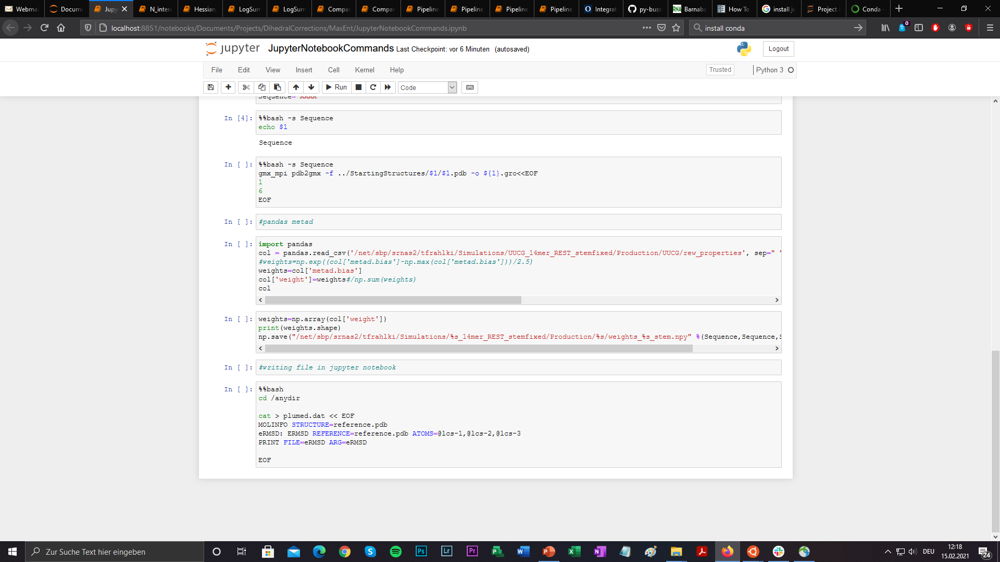 Webma
Docum
Jupy
N_intera
Hessian
LogSum
LogSum
Compar
Compar
Pipeline
Pipeline
Pipeline
Pipeline
Integrat
py-buss
RNA Barnaba
How To
install ju
Project J
Conda -
localhost:8851/notebooks/Documents/Projects/DihedralCorrections/MaxEnt/JupyterNotebookCommands.ipynb
install conda
0
jupyter JupyterNotebookCommands Last Checkpoint: vor 6 Minuten (autosaved)
Logout
File Edit View Insert Cell Kernel Help
Trusted
Python 3
Run
Code
Sequence="AAAA"
In [4]: %%bash -s Sequence
echo $1
Sequence
In [ ]: %%bash -s Sequence
gmx_mpi pdb2gmx -f ../StartingStructures/$1/$1.pdb -o ${1}.gro<<EOF
1
6
EOF
In [ ]: #pandas metad
In [ ]: import pandas
col = pandas.read_csv('/net/sbp/srnas2/tfrahlki/Simulations/UUCG_14mer_REST_stemfixed/Production/UUCG/rew_properties', sep=" "
#weights=np.exp((col['metad.bias']-np.max(col['metad.bias']))/2.5)
weights=col['metad.bias']
col['weight']=weights#/np.sum(weights)
col
In [ ]: weights=np.array(col['weight'])
print(weights.shape)
np.save("/net/sbp/srnas2/tfrahlki/Simulations/%s_14mer_REST_stemfixed/Production/%s/weights_%s_stem.npy" %(Sequence,Sequence,S
In [ ]: #writing file in jupyter notebook
In [ ]: %%bash
cd /anydir
cat > plumed.dat << EOF
MOLINFO STRUCTURE=reference.pdb
eRMSD: ERMSD REFERENCE=reference.pdb ATOMS=@lcs-1,@lcs-2,@lcs-3
PRINT FILE=eRMSD ARG=eRMSD
EOF
Zur Suche Text hier eingeben
Ps
Lr
Pr
DEU
12:18
15.02.2021
24